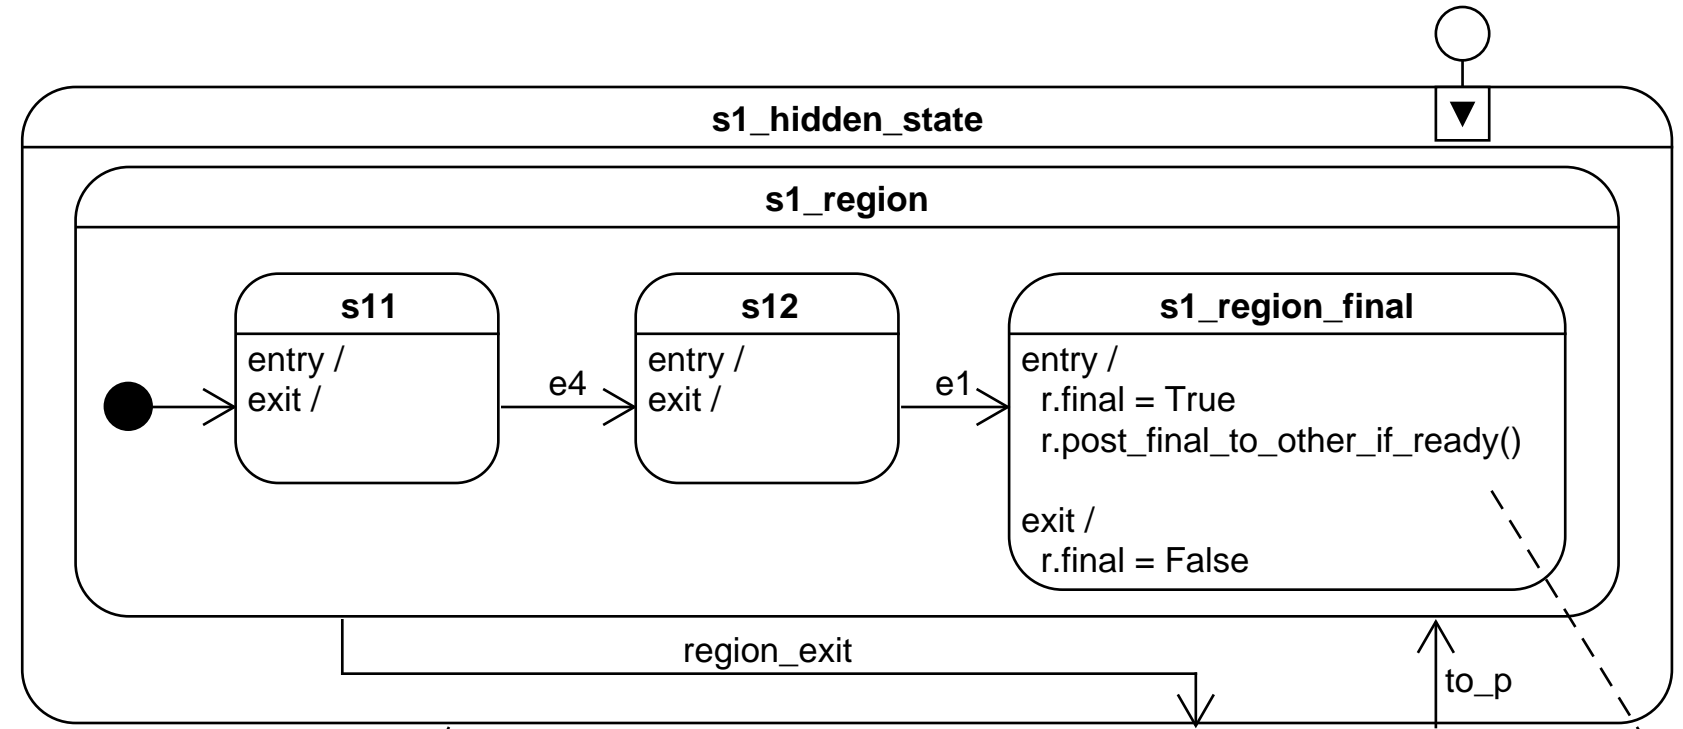 s1_hidden_state
s1_region
s11
entry /
exit /
e4
s12
entry /
exit /
e1
s1_region_final
entry /
r.final = True
r.post_final_to_other_if_ready()
exit /
r.final = False
region_exit
to_p